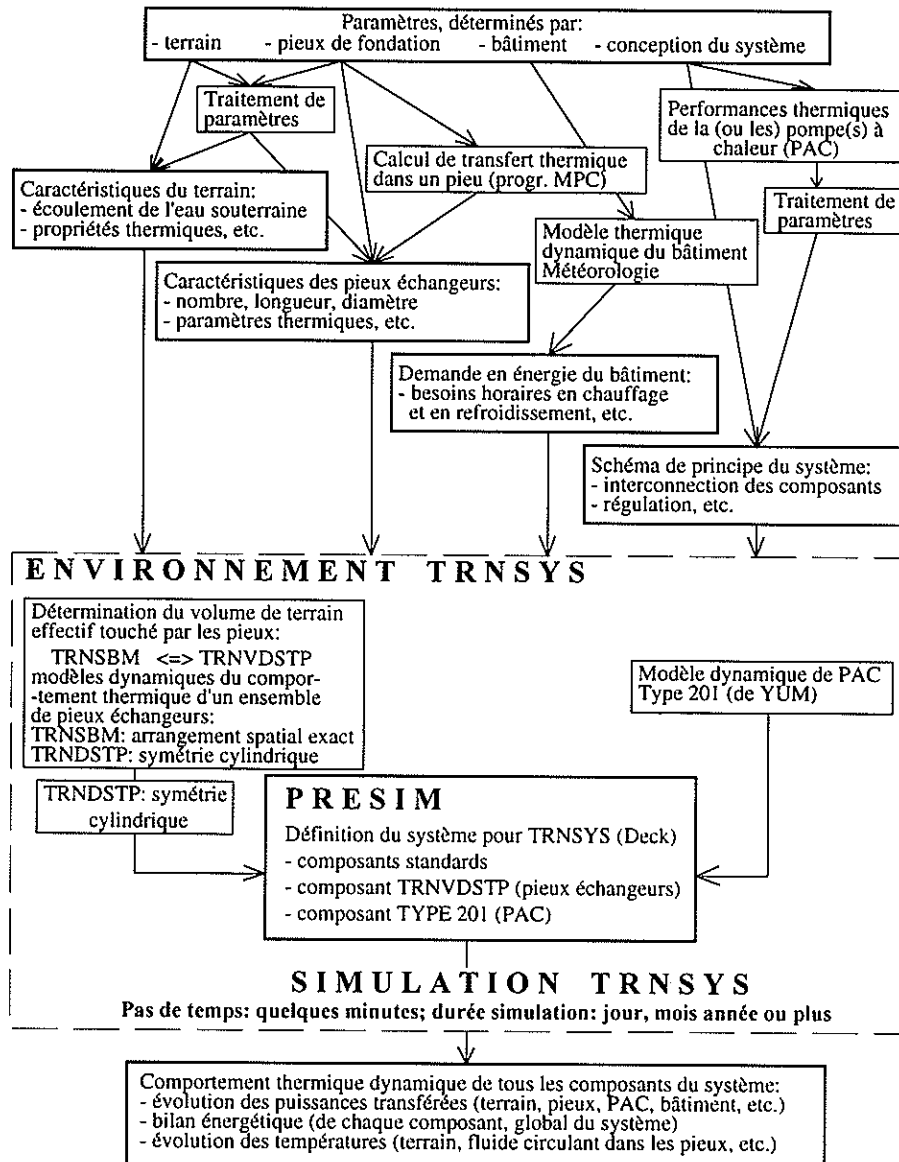 Paramètres, déterminés par:
- terrain - pieux de fondation - bâtiment - conception du système
Traitement de
paramètres
Performances thermiques
de la (ou les) pompe(s) à
chaleur (PAC)
Calcul de transfert thermique
dans un pieu (progr. MPC)
Caractéristiques du terrain:
- écoulement de l'eau souterraine
- propriétés thermiques, etc.
Traitement de
paramètres
Modèle thermique
dynamique du bâtiment
Météorologie
Caractéristiques des pieux échangeurs:
- nombre, longueur, diamètre
- paramètres thermiques, etc.
Demande en énergie du bâtiment:
- besoins horaires en chauffage
et en refroidissement, etc.
Schéma de principe du système:
- interconnection des composants
- régulation, etc.
ENVIRONNEMENT TRNSYS
Détermination du volume de terrain
effectif touché par les pieux:
TRNSBM <=> TRNVDSTP
modèles dynamiques du compor-
-tement thermique d'un ensemble
de pieux échangeurs:
TRNSBM: arrangement spatial exact
TRNDSTP: symétrie cylindrique
Modèle dynamique de PAC
Type 201 (de YUM)
TRNDSTP: symétrie
cylindrique
PRESIM
Définition du système pour TRNSYS (Deck)
- composants standards
- composant TRNVDSTP (pieux échangeurs)
- composant TYPE 201 (PAC)
SIMULATION TRNSYS
Pas de temps: quelques minutes; durée simulation: jour, mois année ou plus
Comportement thermique dynamique de tous les composants du système:
- évolution des puissances transférées (terrain, pieux, PAC, bâtiment, etc.)
- bilan énergétique (de chaque composant, global du système)
- évolution des températures (terrain, fluide circulant dans les pieux, etc.)